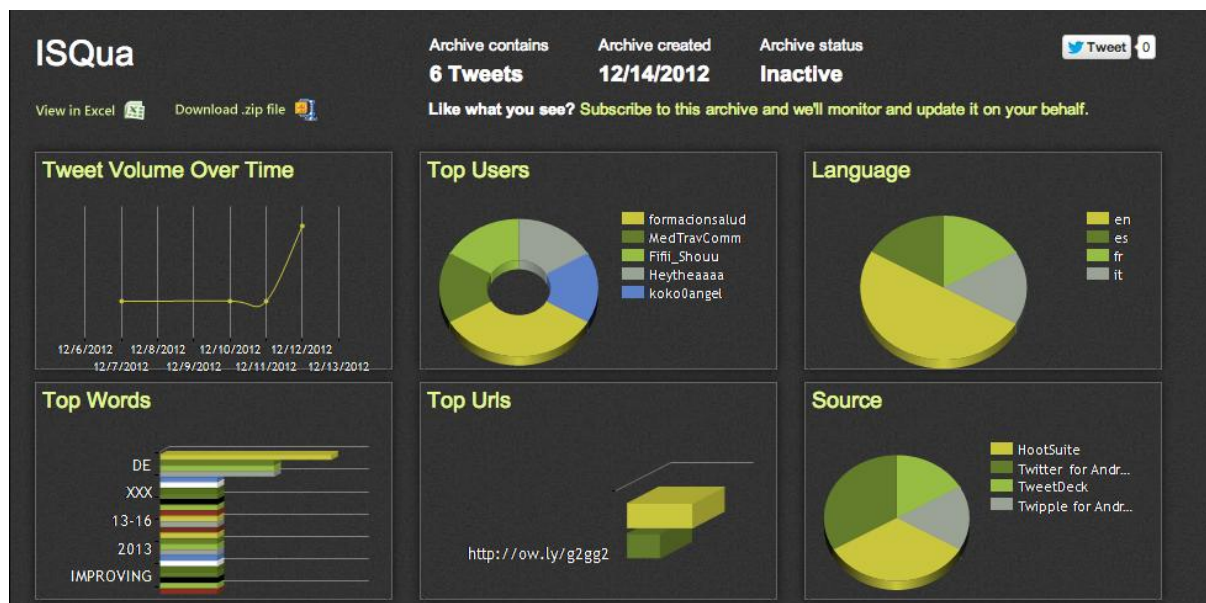 ISQua
Archive contains
6 Tweets
Archive created
12/14/2012
Archive status
Inactive
Tweet
0
View in Excel
Download .zip file
Like what you see? Subscribe to this archive and we'll monitor and update it on your behalf.
Tweet Volume Over Time
12/6/2012 12/8/2012 12/10/2012 12/12/2012
12/7/2012 12/9/2012 12/11/2012 12/13/2012
Top Users
formacionsalud
MedTravComm
Fifii_Shouu
Heytheaaaa
koko0angel
Language
en
es
fr
it
Top Words
DE
XXX
13-16
2013
IMPROVING
Top Urls
http://ow.ly/g2gg2
Source
HootSuite
Twitter for Andr...
TweetDeck
Twipple for Andr...